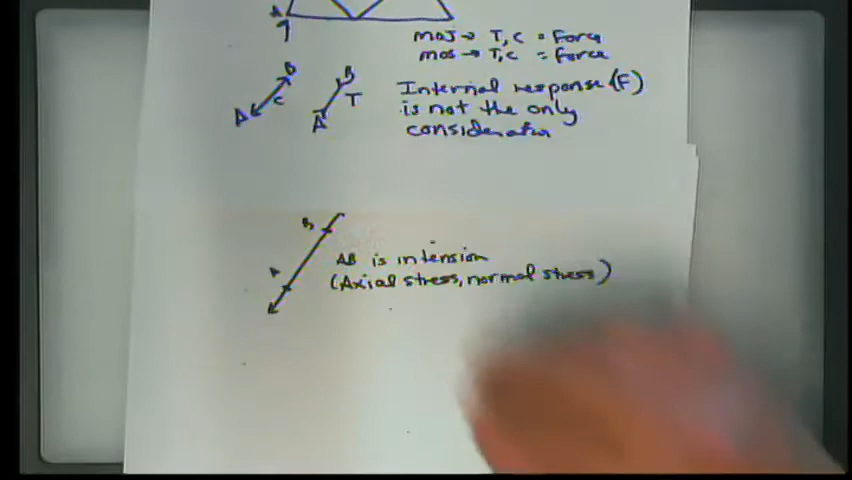 A
moj → T, C = Force
mos → T, C = force
B
C
A
B
T
A
Internal response (F)
is not the only
consideration
B
A
AB is in tension
(Axial stress, normal stress)